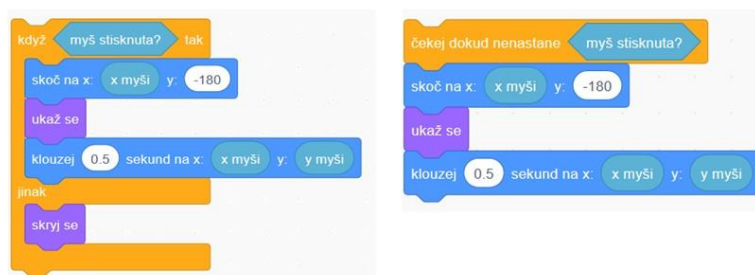 když myš stisknuta? tak
skoč na x: x myši y: -180
ukaž se
klouzej 0.5 sekund na x: x myši y: y myši
jinak
skryj se
čekej dokud nenastane myš stisknuta?
skoč na x: x myši y: -180
ukaž se
klouzej 0.5 sekund na x: x myši y: y myši